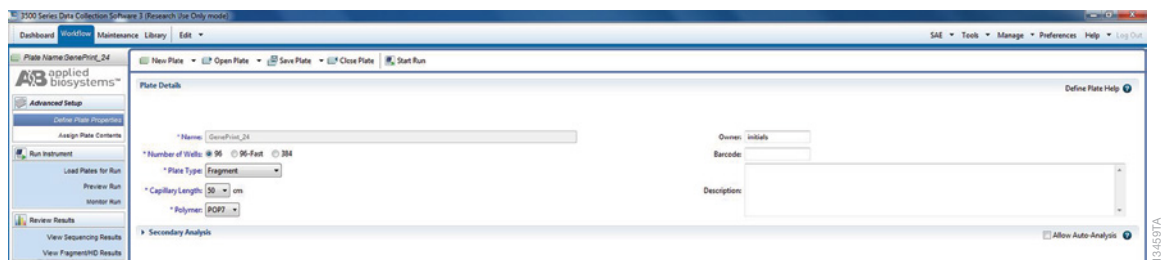 3500 Series Data Collection Software 3 (Research Use Only mode)
Dashboard Workflow Maintenance Library Edit SAE Tools Manage Preferences Help Log Out
Plate Name:GenePrint_24 New Plate Open Plate Save Plate Close Plate Start Run
AB applied biosystems™
Plate Details Define Plate Help
Advanced Setup
Define Plate Properties
Assign Plate Contents
* Name: GenePrint_24 Owner: initials
Run Instrument
* Number of Wells: 96 96-Fast 384 Barcode:
Load Plates for Run
* Plate Type: Fragment
Preview Run
* Capillary Length: 50 cm Description:
Monitor Run
* Polymer: POP7
Review Results
View Sequencing Results
Secondary Analysis Allow Auto-Analysis
View Fragment/HID Results
13459TA